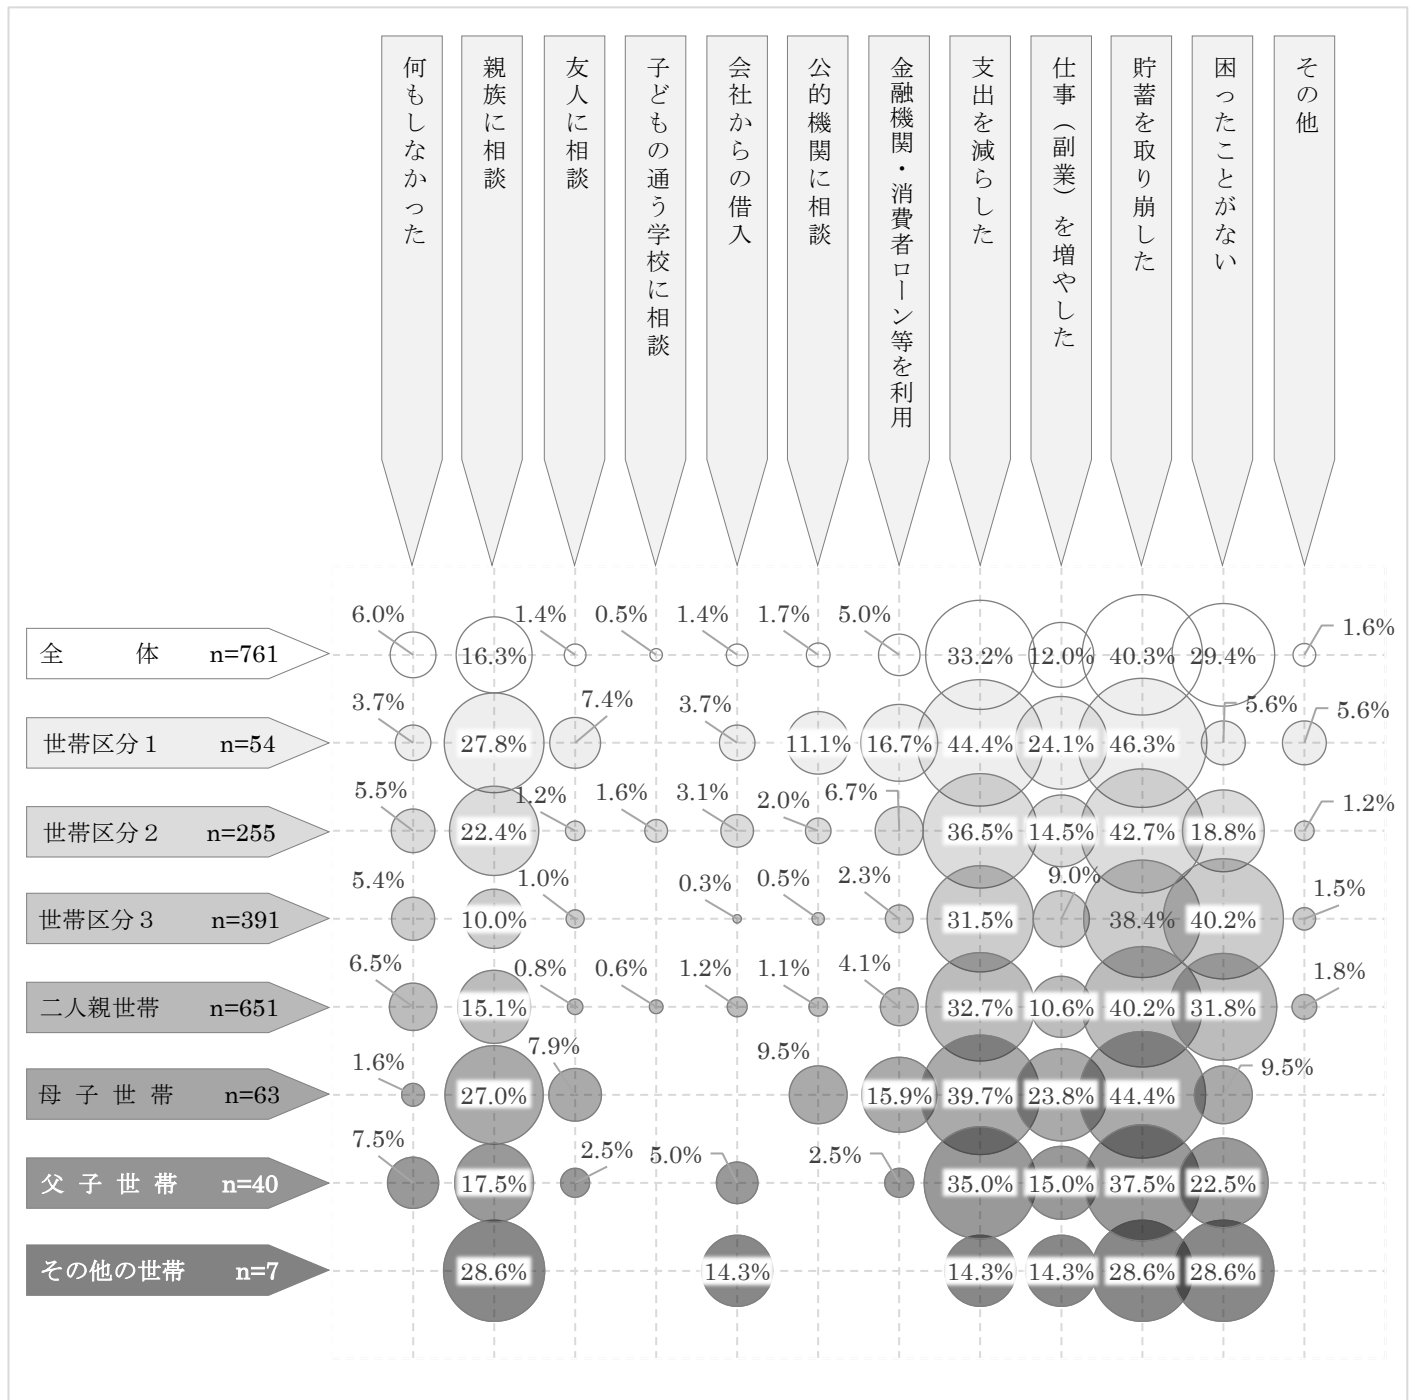 何もしなかった
親族に相談
友人に相談
子どもの通う学校に相談
会社からの借入
公的機関に相談
金融機関・消費者ローン等を利用
支出を減らした
仕事（副業）を増やした
貯蓄を取り崩した
困ったことがない
その他
全 体 n=761
6.0% 16.3% 1.4% 0.5% 1.4% 1.7% 5.0% 33.2% 12.0% 40.3% 29.4% 1.6%
世帯区分1 n=54
3.7% 27.8% 7.4% 3.7% 11.1% 16.7% 44.4% 24.1% 46.3% 5.6% 5.6%
世帯区分2 n=255
5.5% 22.4% 1.2% 1.6% 3.1% 2.0% 6.7% 36.5% 14.5% 42.7% 18.8% 1.2%
世帯区分3 n=391
5.4% 10.0% 1.0% 0.3% 0.5% 2.3% 31.5% 9.0% 38.4% 40.2% 1.5%
二人親世帯 n=651
6.5% 15.1% 0.8% 0.6% 1.2% 1.1% 4.1% 32.7% 10.6% 40.2% 31.8% 1.8%
母子世帯 n=63
1.6% 27.0% 7.9% 9.5% 15.9% 39.7% 23.8% 44.4% 9.5%
父子世帯 n=40
7.5% 17.5% 2.5% 5.0% 2.5% 35.0% 15.0% 37.5% 22.5%
その他の世帯 n=7
28.6% 14.3% 14.3% 14.3% 28.6% 28.6%